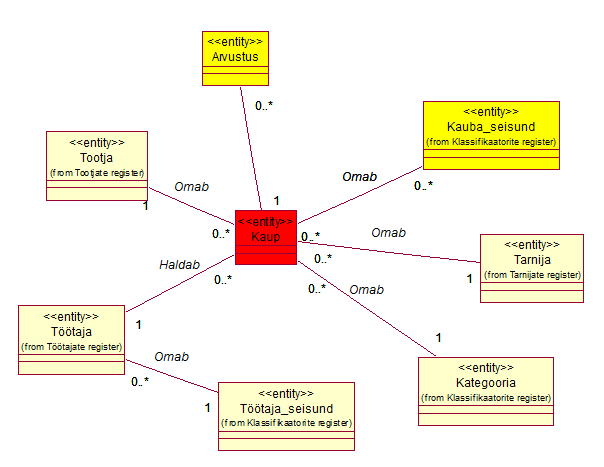 <<entity>>
Arvustus
0..*
<<entity>>
Kauba_seisund
(from Klassifikaatorite register)
<<entity>>
Tootja
(from Tootjate register)
Omab
Omab
0..*
1
1
<<entity>>
Kaup
0..*
0..*
Omab
<<entity>>
Tarnija
(from Tarnijate register)
0..*
1
Haldab
0..*
0..*
Omab
<<entity>>
Töötaja
(from Töötajate register)
1
1
Omab
0..*
<<entity>>
Kategooria
(from Klassifikaatorite register)
1
<<entity>>
Töötaja_seisund
(from Klassifikaatorite register)